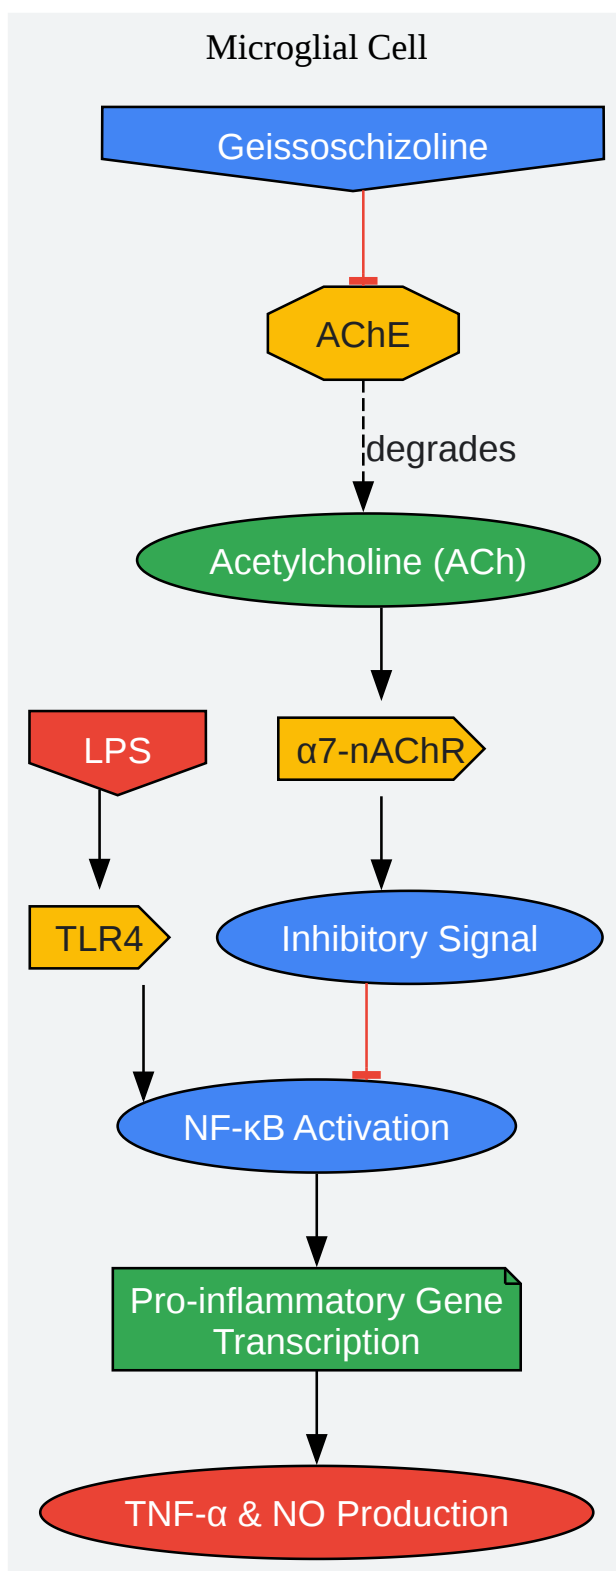 Microglial Cell
Geissoschizoline
AChE
degrades
Acetylcholine (ACh)
LPS
α7-nAChR
TLR4
Inhibitory Signal
NF-κB Activation
Pro-inflammatory Gene
Transcription
TNF-α & NO Production